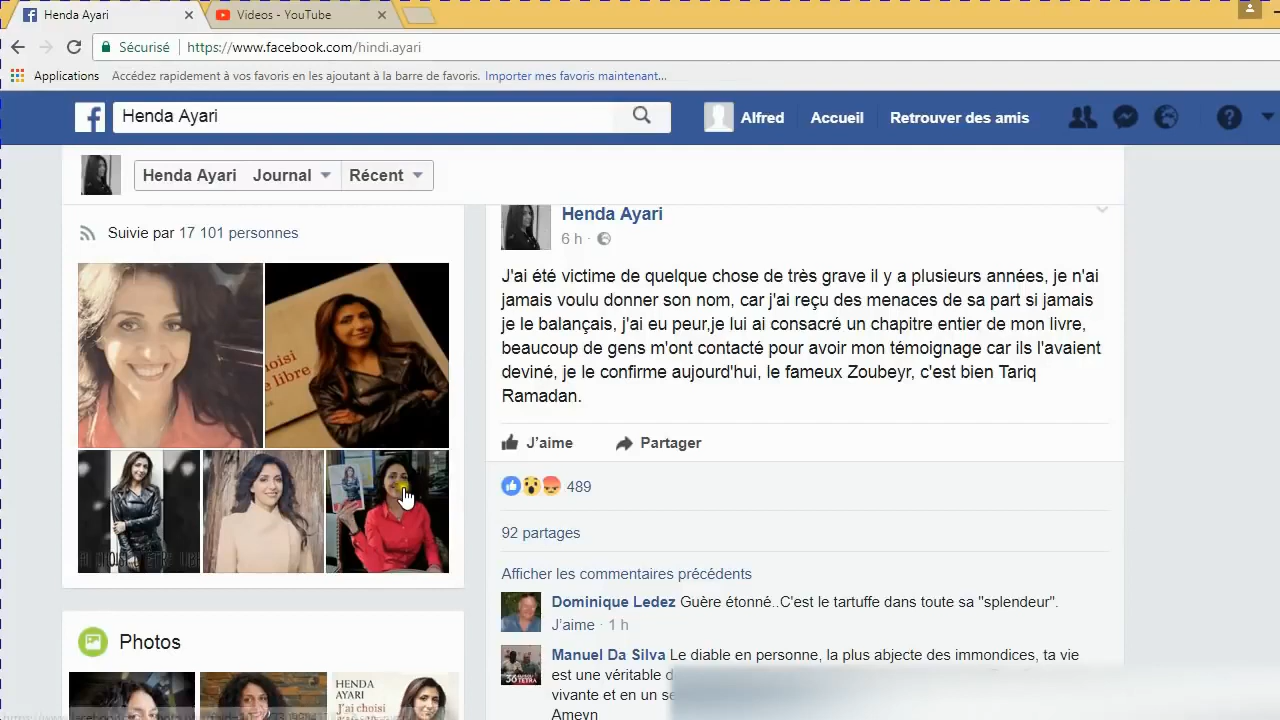 Henda Ayari
Videos - YouTube
Sécurisé https://www.facebook.com/hindi.ayari
Applications Accédez rapidement à vos favoris en les ajoutant à la barre de favoris. Importer mes favoris maintenant...
Henda Ayari
Alfred Accueil Retrouver des amis
Henda Ayari Journal Récent
Suivie par 17 101 personnes
Henda Ayari
6 h ·
J'ai été victime de quelque chose de très grave il y a plusieurs années, je n'ai
jamais voulu donner son nom, car j'ai reçu des menaces de sa part si jamais
je le balançais, j'ai eu peur,je lui ai consacré un chapitre entier de mon livre,
beaucoup de gens m'ont contacté pour avoir mon témoignage car ils l'avaient
deviné, je le confirme aujourd'hui, le fameux Zoubeyr, c'est bien Tariq
Ramadan.
J'aime Partager
489
92 partages
Afficher les commentaires précédents
Dominique Ledez Guère étonné..C'est le tartuffe dans toute sa "splendeur".
J'aime · 1 h
Manuel Da Silva Le diable en personne, la plus abjecte des immondices, ta vie
est une véritable
vivante et en un
Ameyn
Photos
HENDA
AYARI
J'ai choisi